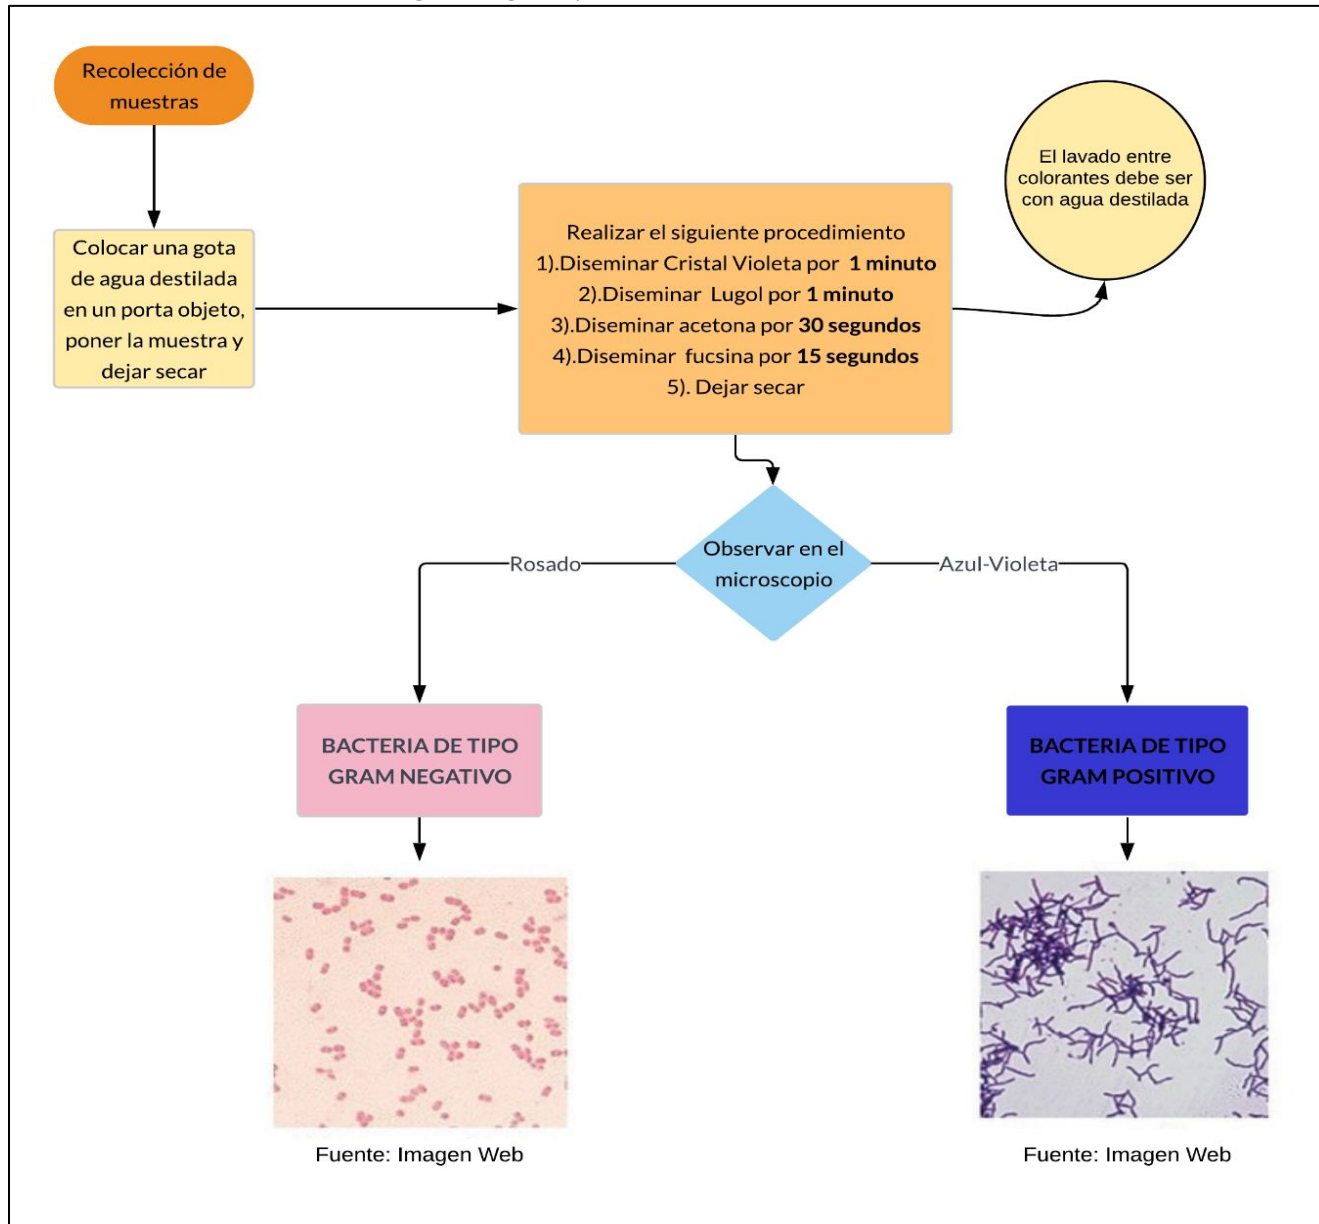 Recolección de
muestras
Colocar una gota
de agua destilada
en un porta objeto,
poner la muestra y
dejar secar
Realizar el siguiente procedimiento
1).Diseminar Cristal Violeta por 1 minuto
2).Diseminar Lugol por 1 minuto
3).Diseminar acetona por 30 segundos
4).Diseminar fucsina por 15 segundos
5). Dejar secar
El lavado entre
colorantes debe ser
con agua destilada
Observar en el
microscopio
Rosado
Azul-Violeta
BACTERIA DE TIPO
GRAM NEGATIVO
BACTERIA DE TIPO
GRAM POSITIVO
Fuente: Imagen Web
Fuente: Imagen Web